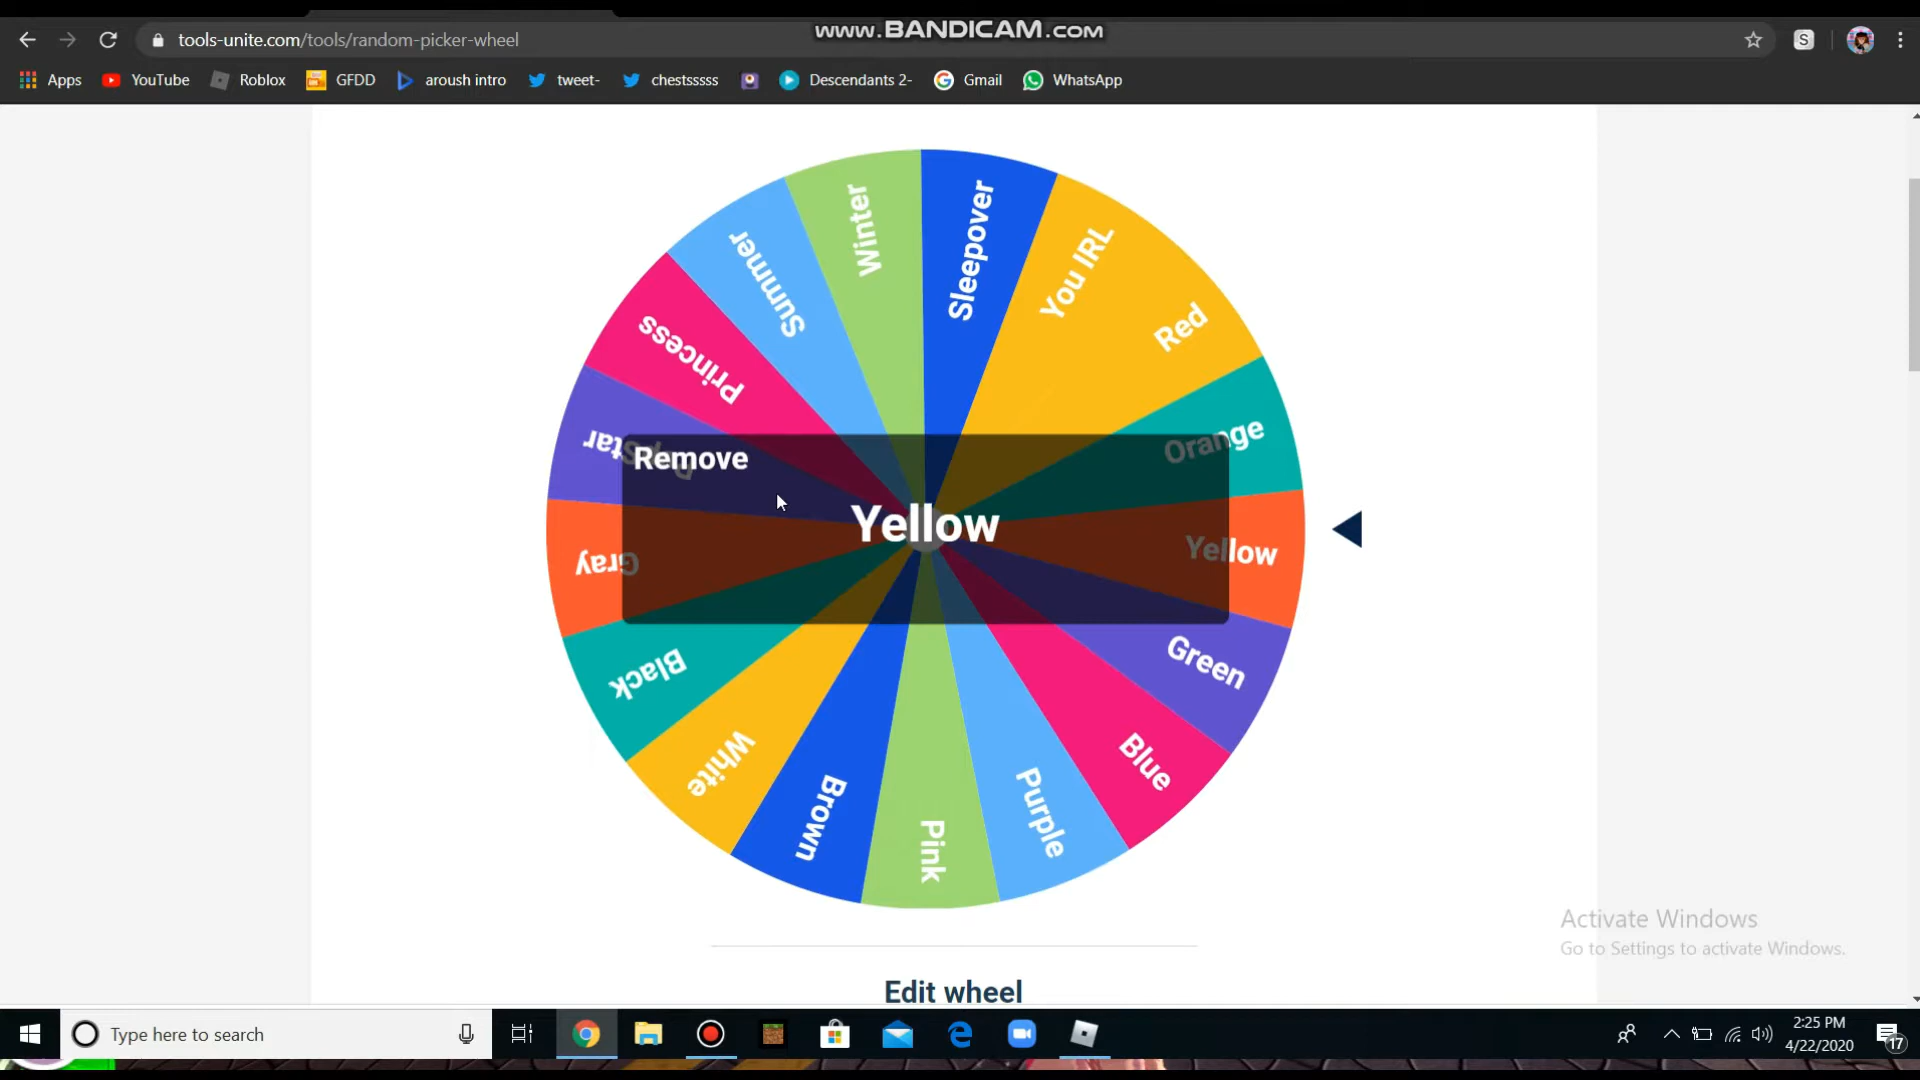 www.BANDICAM.com
tools-unite.com/tools/random-picker-wheel
S
Apps
YouTube
Roblox
GFDD
aroush intro
tweet-
chestsssss
Descendants 2-
Gmail
WhatsApp
Winter
Sleepover
You IRL
Summer
Red
Princess
Orange
Remove
Yellow
Yellow
Gray
Green
Black
Blue
White
Purple
Brown
Pink
Activate Windows
Go to Settings to activate Windows.
Edit wheel
Type here to search
2:25 PM
4/22/2020
17